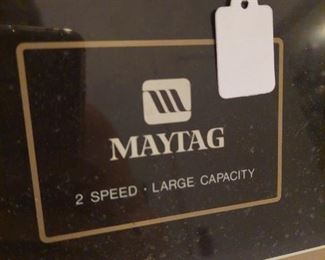 MAYTAG
2 SPEED · LARGE CAPACITY